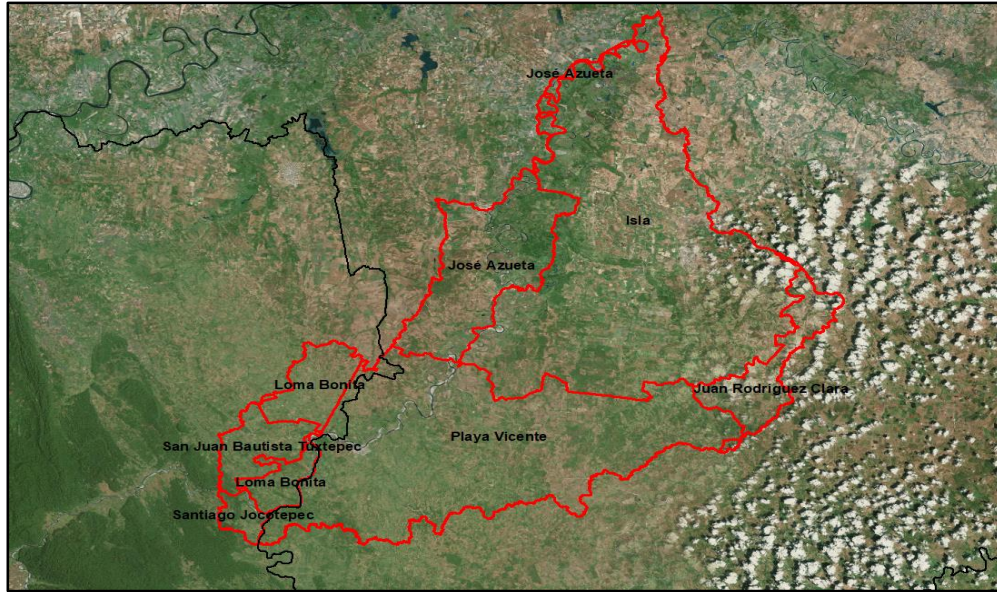 José Azueta
Isla
José Azueta
Loma Bonita
Juan Rodríguez Clara
Playa Vicente
San Juan Bautista Tuxtepec
Loma Bonita
Santiago Jocotepec